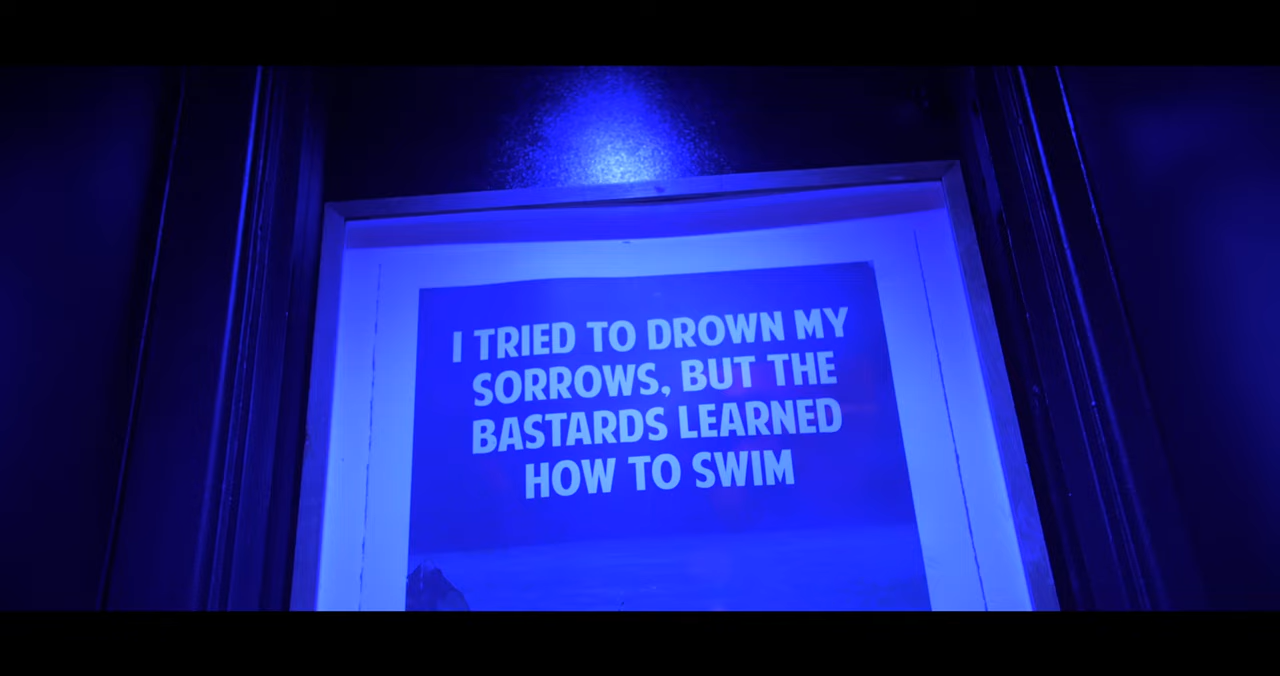 I TRIED TO DROWN MY
SORROWS, BUT THE
BASTARDS LEARNED
HOW TO SWIM